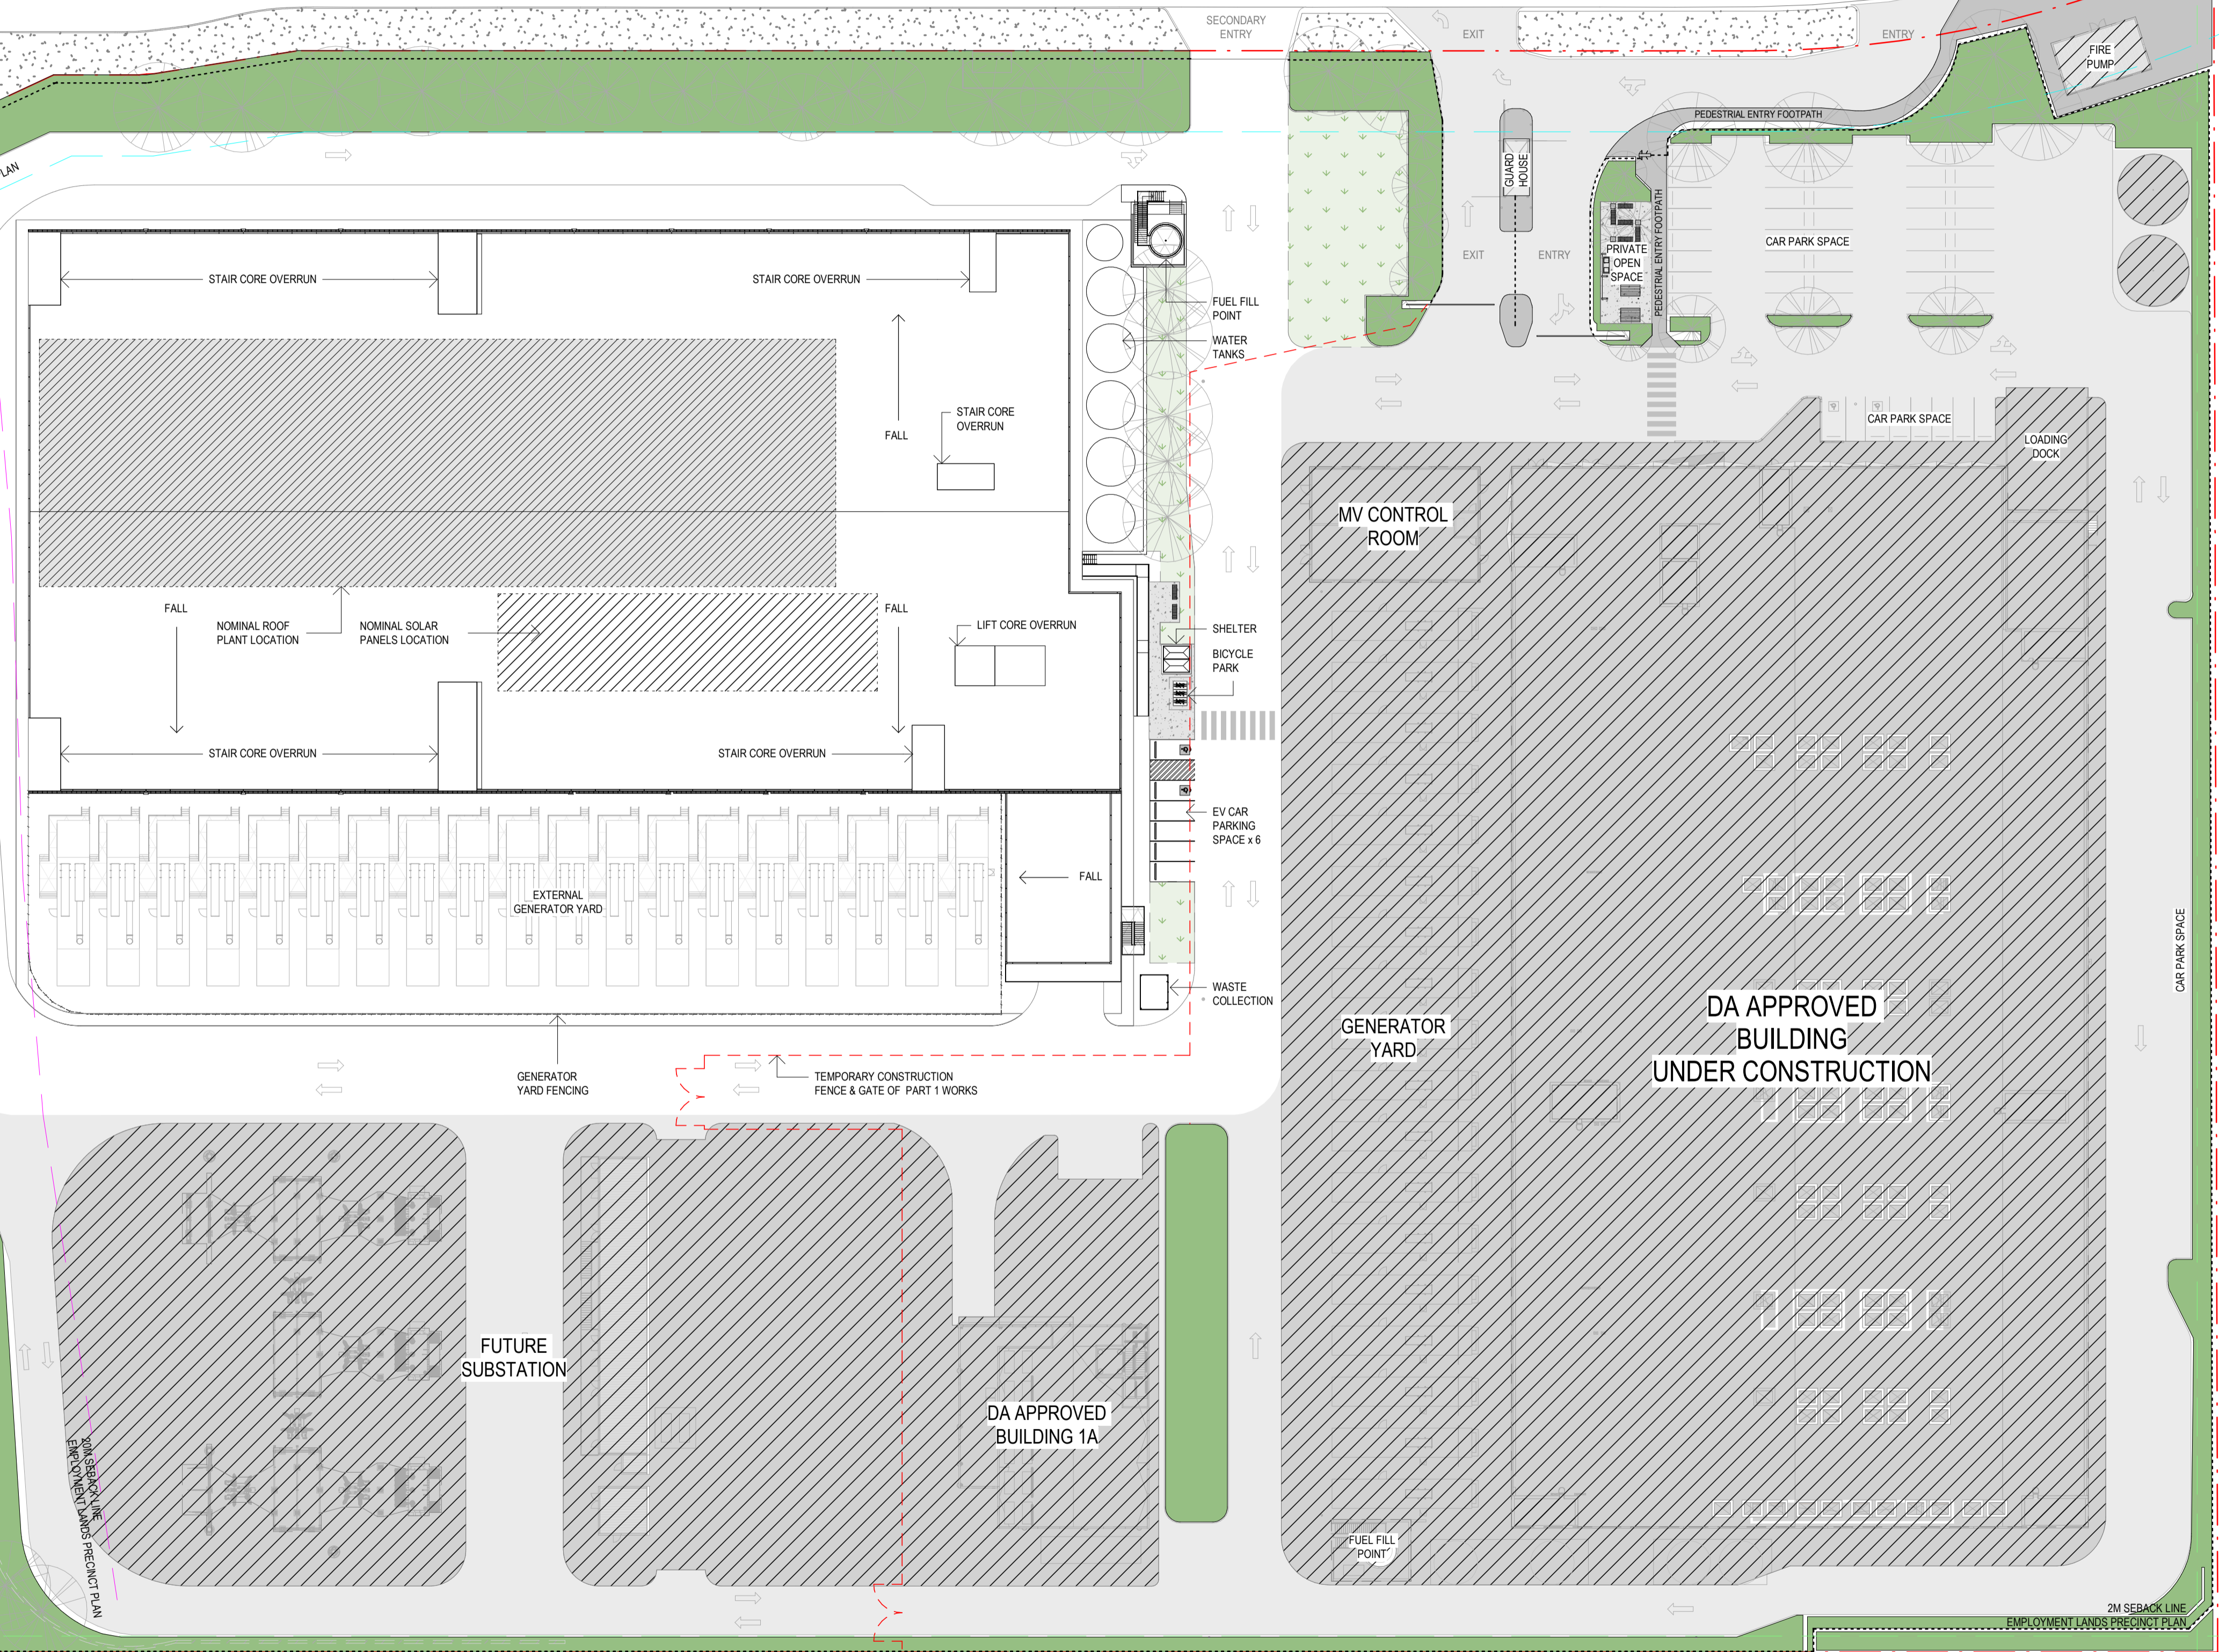 SECONDARY
ENTRY
EXIT
ENTRY
FIRE
PUMP
PEDESTRIAL ENTRY FOOTPATH
LAN
GUARD
HOUSE
PEDESTRIAL ENTRY FOOTPATH
PRIVATE
OPEN
SPACE
CAR PARK SPACE
EXIT
ENTRY
STAIR CORE OVERRUN
STAIR CORE OVERRUN
FUEL FILL
POINT
WATER
TANKS
STAIR CORE
OVERRUN
FALL
CAR PARK SPACE
LOADING
DOCK
MV CONTROL
ROOM
FALL
NOMINAL ROOF
PLANT LOCATION
NOMINAL SOLAR
PANELS LOCATION
FALL
LIFT CORE OVERRUN
SHELTER
BICYCLE
PARK
STAIR CORE OVERRUN
STAIR CORE OVERRUN
EV CAR
PARKING
SPACE x 6
FALL
EXTERNAL
GENERATOR YARD
CAR PARK SPACE
WASTE
COLLECTION
GENERATOR
YARD
DA APPROVED
BUILDING
UNDER CONSTRUCTION
GENERATOR
YARD FENCING
TEMPORARY CONSTRUCTION
FENCE & GATE OF PART 1 WORKS
FUTURE
SUBSTATION
DA APPROVED
BUILDING 1A
20M SEBACK LINE
EMPLOYMENT LANDS PRECINCT PLAN
FUEL FILL
POINT
2M SEBACK LINE
EMPLOYMENT LANDS PRECINCT PLAN